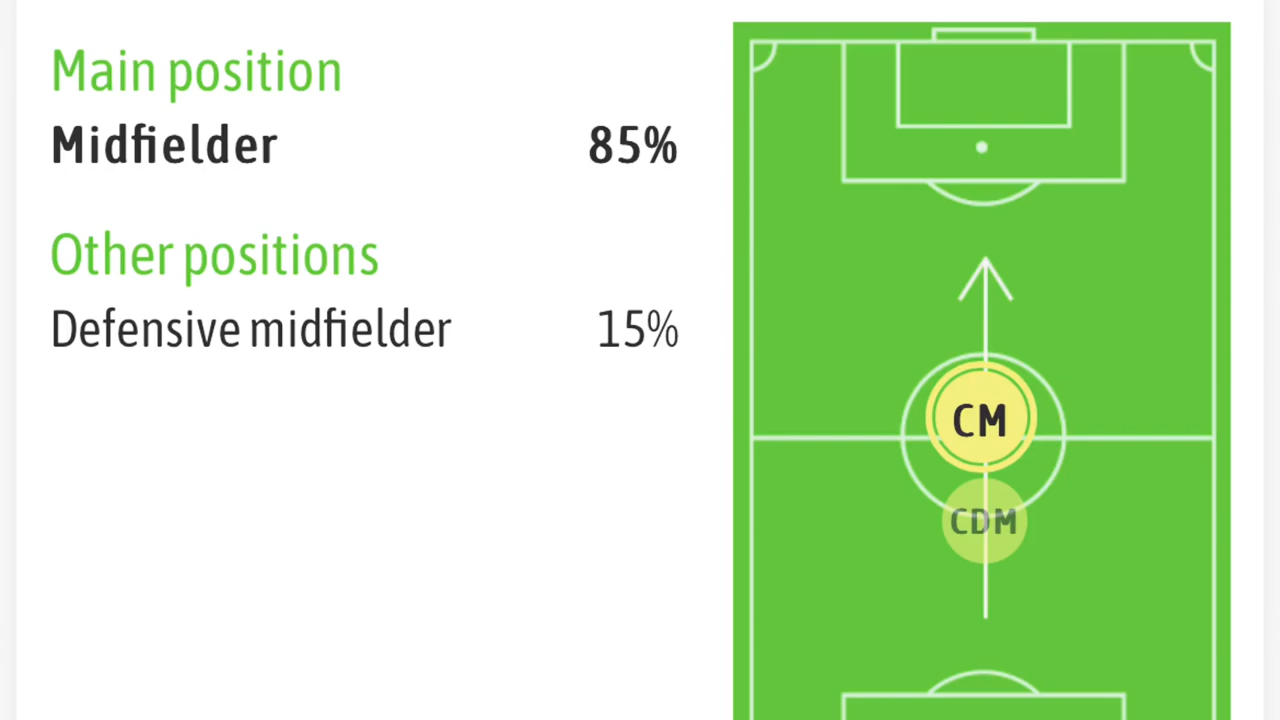 Main position
Midfielder 85%
Other positions
Defensive midfielder 15%
CM
CDM